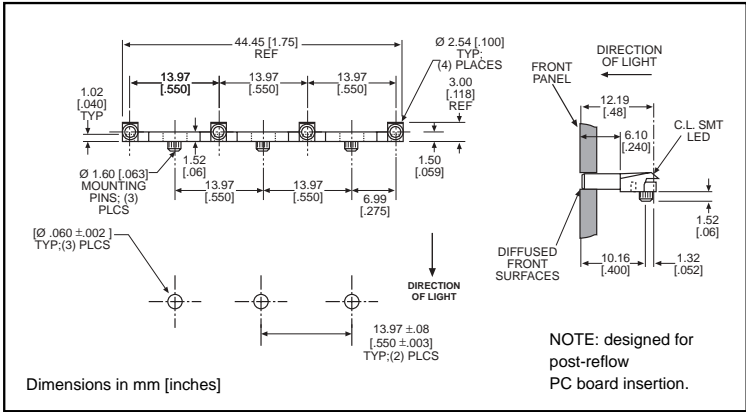 44.45 [1.75]
REF
Ø 2.54 [.100]
TYP;
(4) PLACES
13.97
[.550]
13.97
[.550]
13.97
[.550]
3.00
[.118]
REF
1.02
[.040]
TYP
1.52
[.06]
1.50
[.059]
Ø 1.60 [.063]
MOUNTING
PINS; (3)
PLCS
13.97
[.550]
13.97
[.550]
6.99
[.275]
[Ø .060 ±.002 ]
TYP;(3) PLCS
DIRECTION
OF LIGHT
13.97 ±.08
[.550 ±.003]
TYP;(2) PLCS
Dimensions in mm [inches]
FRONT
PANEL
DIRECTION
OF LIGHT
12.19
[.48]
6.10
[.240]
C.L. SMT
LED
1.52
[.06]
DIFFUSED
FRONT
SURFACES
10.16
[.400]
1.32
[.052]
NOTE: designed for
post-reflow
PC board insertion.